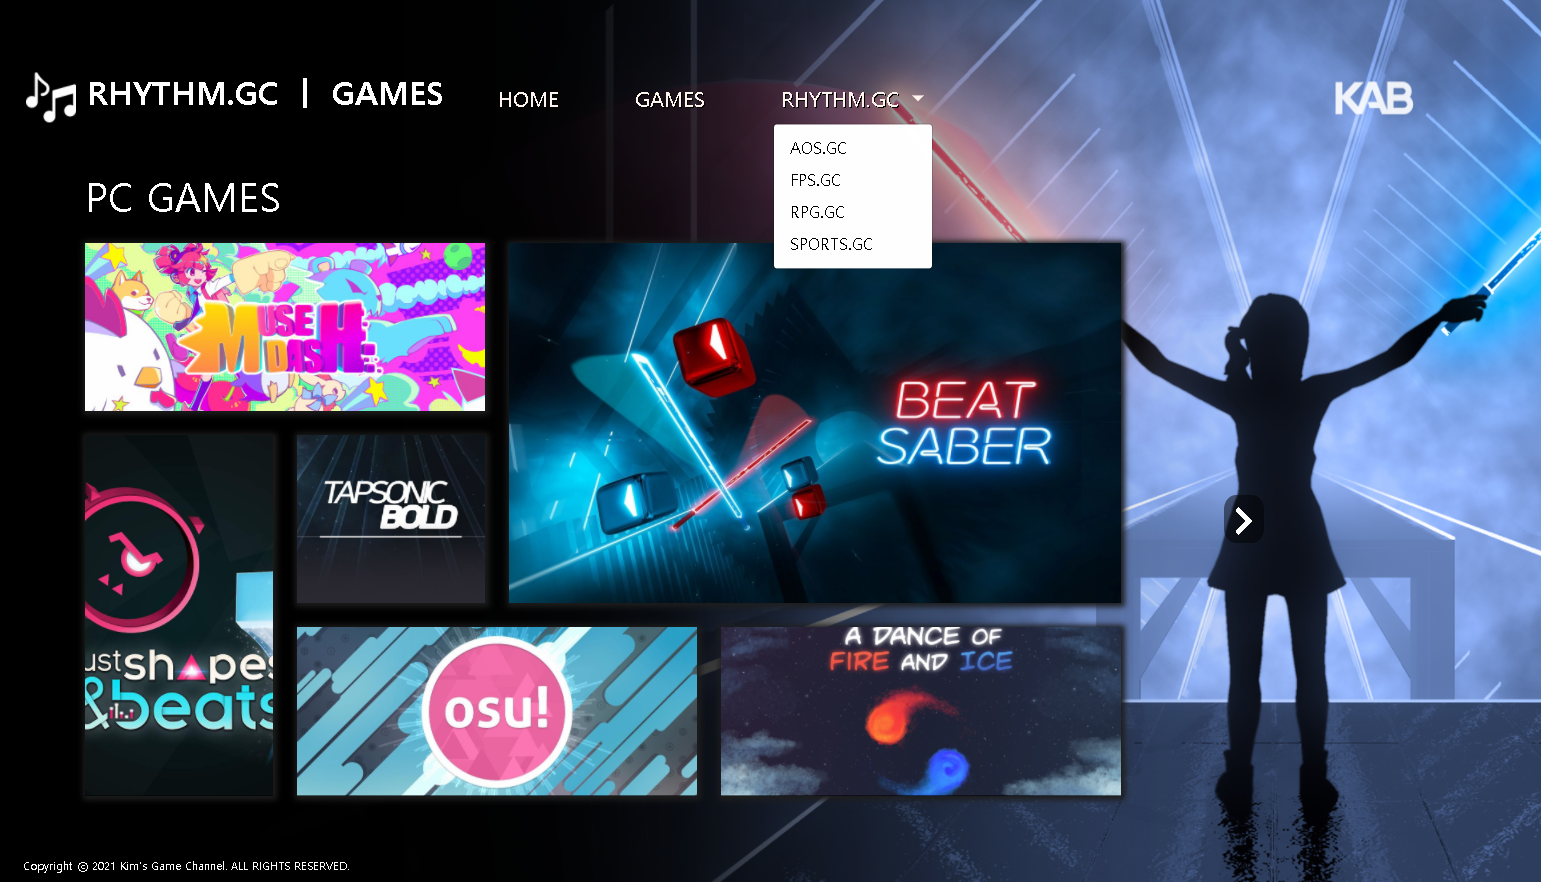 RHYTHM.GC | GAMES
HOME
GAMES
RHYTHM.GC
KAB
AOS.GC
FPS.GC
RPG.GC
SPORTS.GC
PC GAMES
MUSE
DASH
BEAT
SABER
TAPSONIC
BOLD
ust shapes
&beats
osu!
A DANCE OF
FIRE AND ICE
Copyright © 2021 Kim's Game Channel. ALL RIGHTS RESERVED.